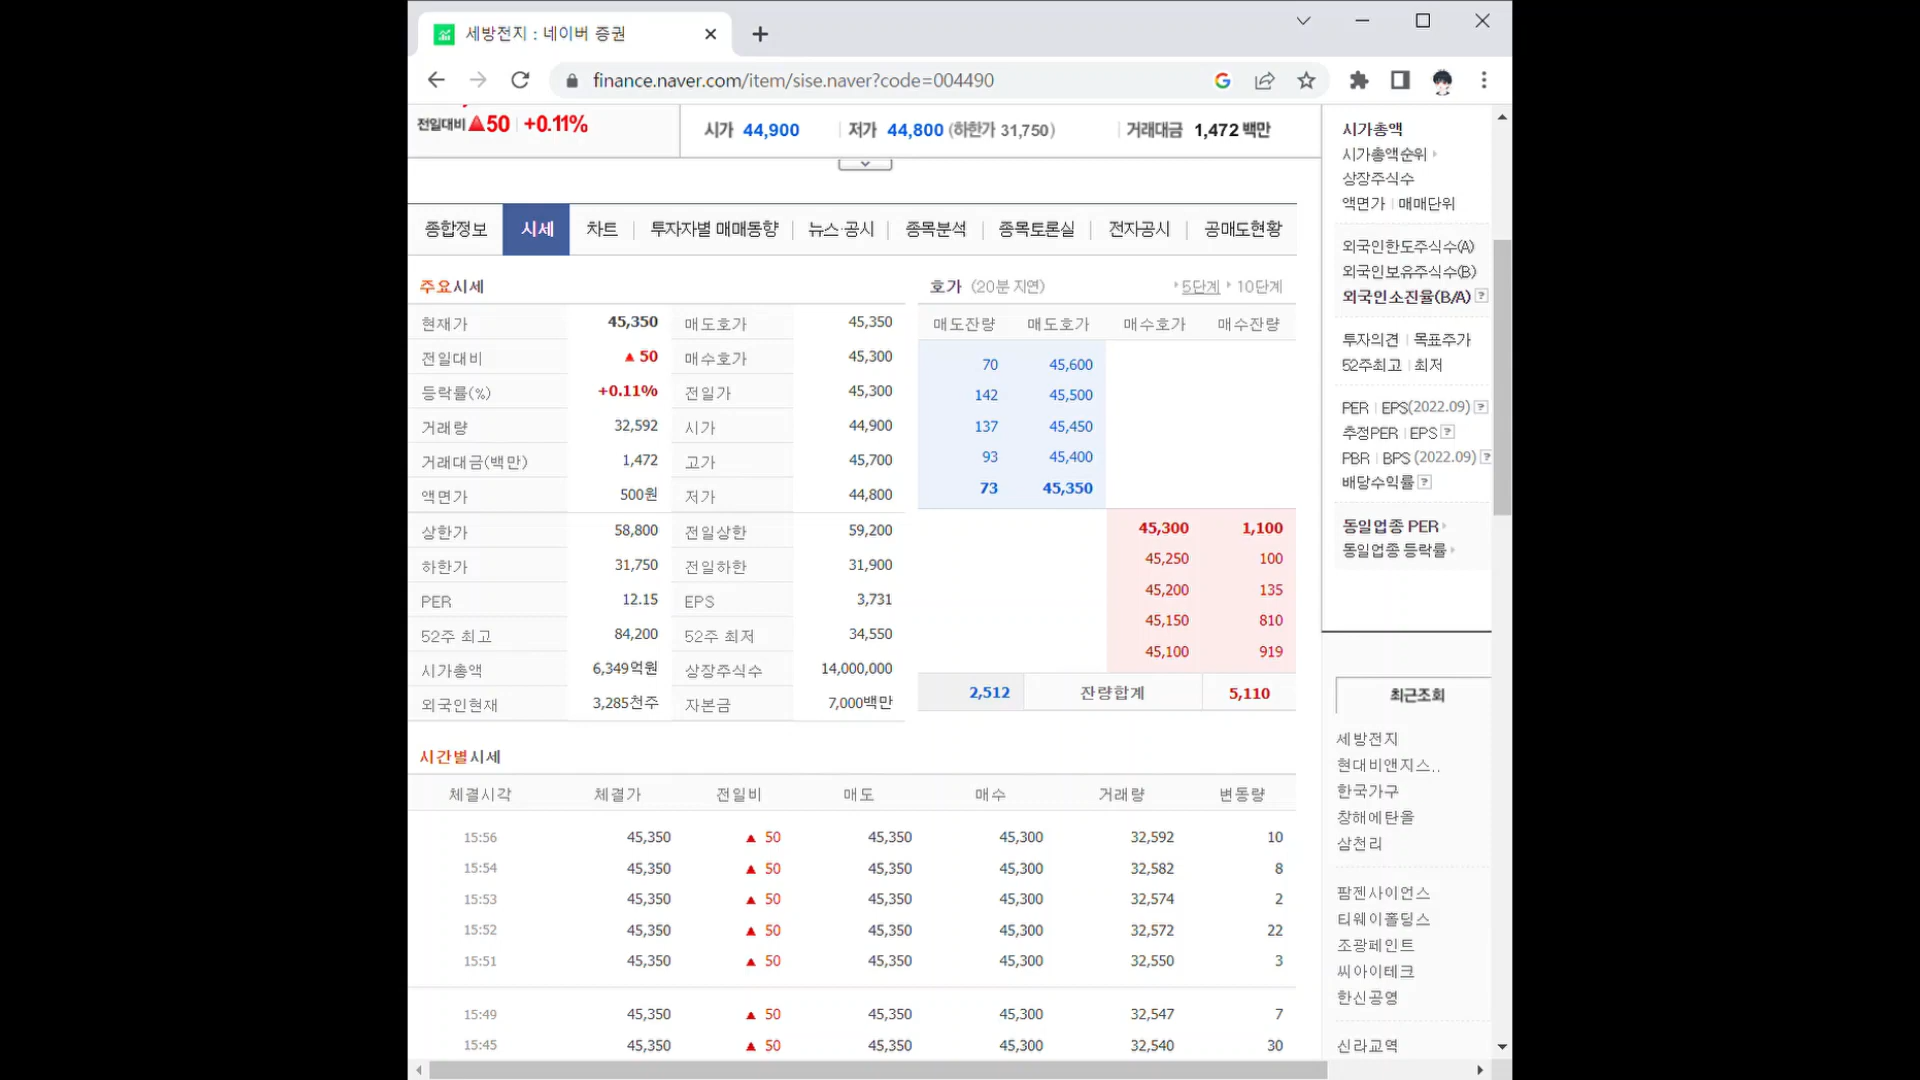 세방전지 : 네이버 증권
finance.naver.com/item/sise.naver?code=004490
전일대비 ▲50 +0.11%
시가 44,900 저가 44,800 (하한가 31,750) 거래대금 1,472 백만
종합정보 시세 차트 투자자별 매매동향 뉴스·공시 종목분석 종목토론실 전자공시 공매도현황
주요시세
현재가 45,350 매도호가 45,350
전일대비 ▲ 50 매수호가 45,300
등락률(%) +0.11% 전일가 45,300
거래량 32,592 시가 44,900
거래대금(백만) 1,472 고가 45,700
액면가 500원 저가 44,800
상한가 58,800 전일상한 59,200
하한가 31,750 전일하한 31,900
PER 12.15 EPS 3,731
52주 최고 84,200 52주 최저 34,550
시가총액 6,349억원 상장주식수 14,000,000
외국인현재 3,285천주 자본금 7,000백만
호가 (20분 지연) 5단계 10단계
매도잔량 매도호가 매수호가 매수잔량
70 45,600
142 45,500
137 45,450
93 45,400
73 45,350
45,300 1,100
45,250 100
45,200 135
45,150 810
45,100 919
2,512 잔량합계 5,110
시간별시세
체결시각 체결가 전일비 매도 매수 거래량 변동량
15:56 45,350 ▲ 50 45,350 45,300 32,592 10
15:54 45,350 ▲ 50 45,350 45,300 32,582 8
15:53 45,350 ▲ 50 45,350 45,300 32,574 2
15:52 45,350 ▲ 50 45,350 45,300 32,572 22
15:51 45,350 ▲ 50 45,350 45,300 32,550 3
15:49 45,350 ▲ 50 45,350 45,300 32,547 7
15:45 45,350 ▲ 50 45,350 45,300 32,540 30
시가총액
시가총액순위
상장주식수
액면가 | 매매단위
외국인한도주식수(A)
외국인보유주식수(B)
외국인소진율(B/A) ?
투자의견 | 목표주가
52주최고 | 최저
PER | EPS(2022.09) ?
추정PER | EPS ?
PBR | BPS (2022.09) ?
배당수익률 ?
동일업종 PER
동일업종 등락률
최근조회
세방전지
현대비앤지스..
한국가구
창해에탄올
삼천리
팜젠사이언스
티웨이홀딩스
조광페인트
씨아이테크
한신공영
신라교역